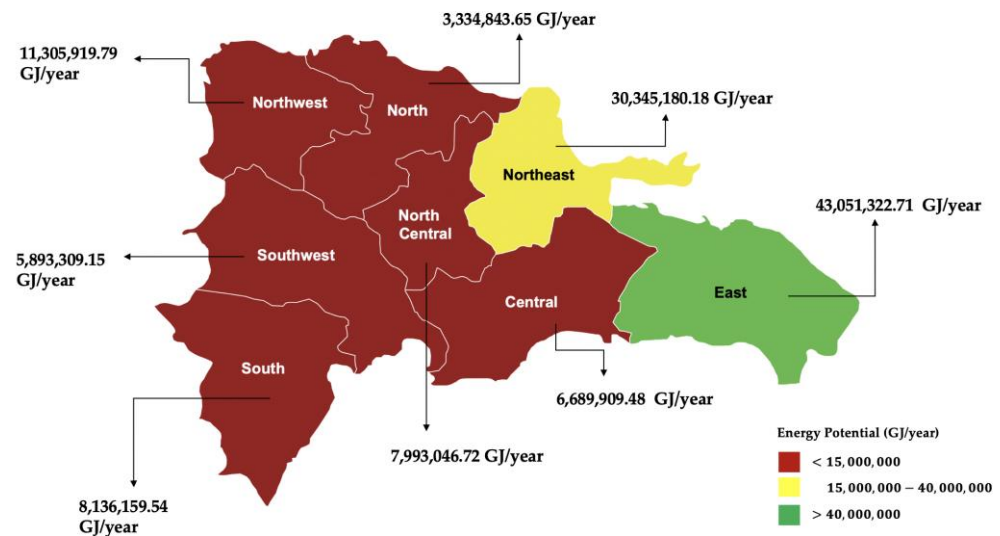 3,334,843.65 GJ/year
11,305,919.79
GJ/year
Northwest
North
30,345,180.18 GJ/year
Northeast
North
Central
43,051,322.71 GJ/year
5,893,309.15
GJ/year
Southwest
Central
East
South
6,689,909.48 GJ/year
7,993,046.72 GJ/year
8,136,159.54
GJ/year
Energy Potential (GJ/year)
< 15,000,000
15,000,000 – 40,000,000
> 40,000,000